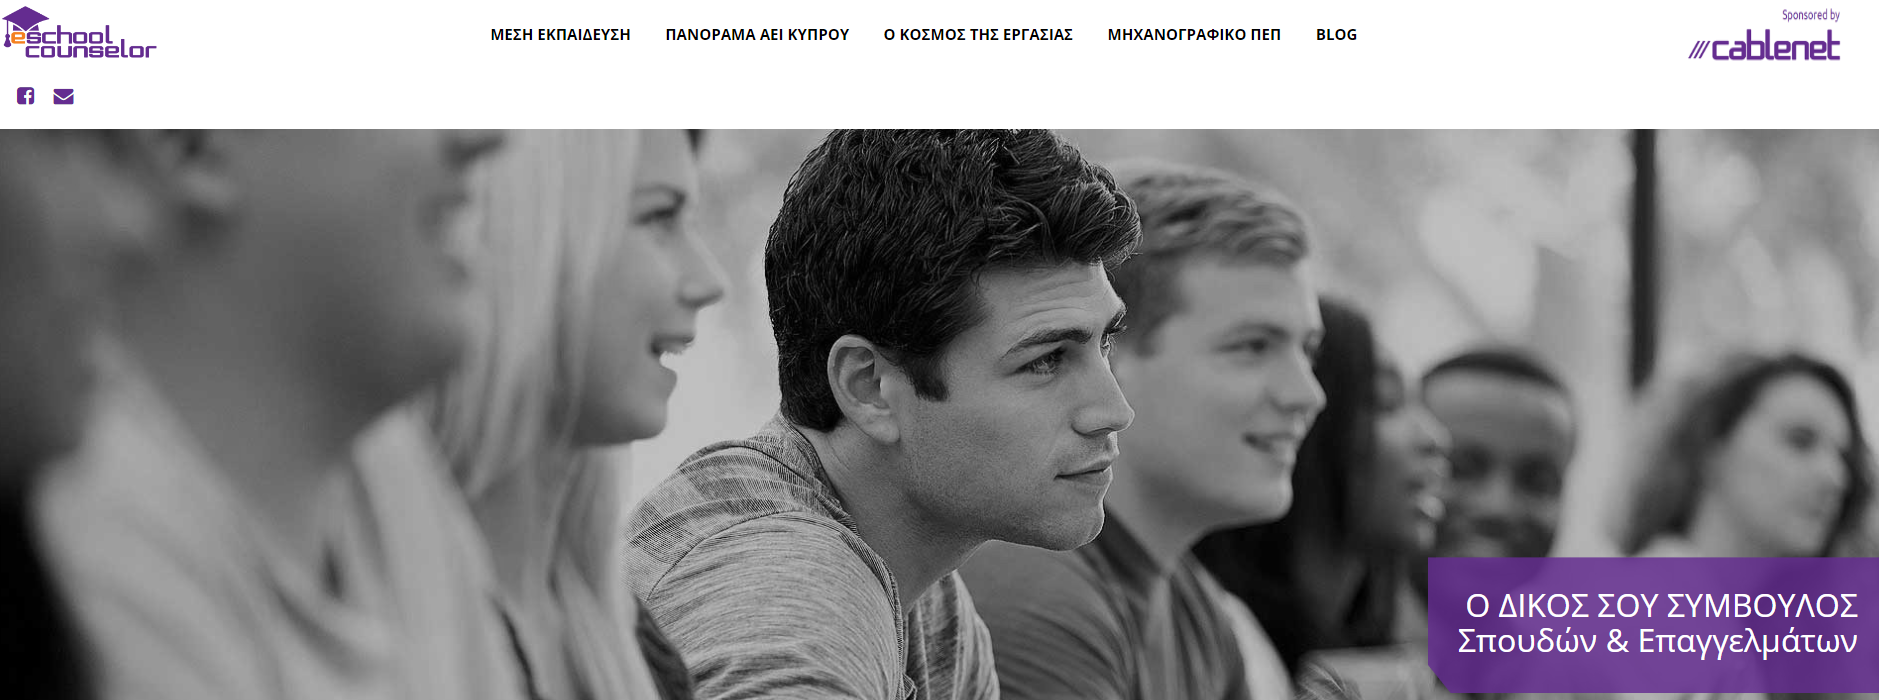 eschool
counselor
ΜΕΣΗ ΕΚΠΑΙΔΕΥΣΗ ΠΑΝΟΡΑΜΑ ΑΕΙ ΚΥΠΡΟΥ Ο ΚΟΣΜΟΣ ΤΗΣ ΕΡΓΑΣΙΑΣ ΜΗΧΑΝΟΓΡΑΦΙΚΟ ΠΕΠ BLOG
Sponsored by
cablenet
Ο ΔΙΚΟΣ ΣΟΥ ΣΥΜΒΟΥΛΟΣ
Σπουδών & Επαγγελμάτων